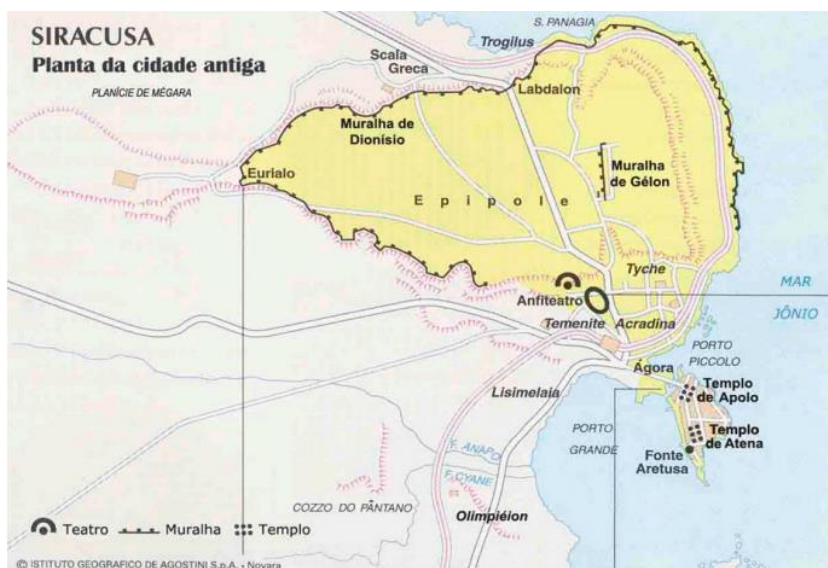 SIRACUSA
Planta da cidade antiga
PLANÍCIE DE MÉGARA
S. PANAGIA
Trogilus
Scala
Greca
Labdalon
Muralha de
Dionísio
Muralha
de Gélon
Eurialo
Epipole
Tyche
MAR
JÔNIO
Anfiteatro
Temenite
Acradina
PORTO
PICCOLO
Ágora
Lisimelaia
Templo
de Apolo
PORTO
GRANDE
Templo
de Atena
Fonte
Aretusa
F. ANAPO
F. CYANE
COZZO DO PÂNTANO
Olimpiéion
Teatro
Muralha
Templo
© ISTITUTO GEOGRAFICO DE AGOSTINI S.p.A. - Novara